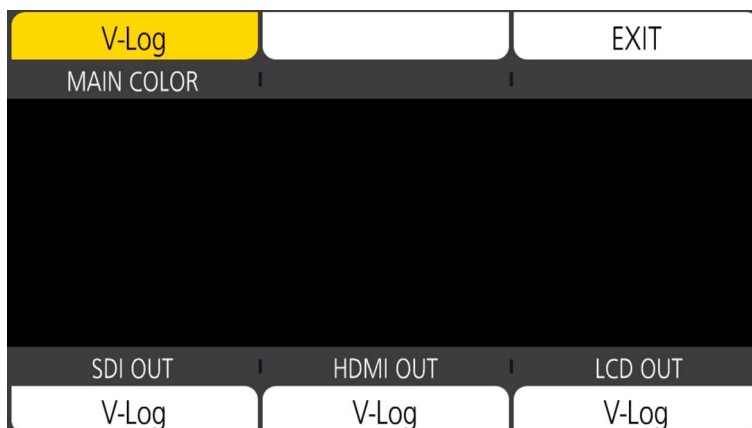 V-Log EXIT
MAIN COLOR
SDI OUT HDMI OUT LCD OUT
V-Log V-Log V-Log